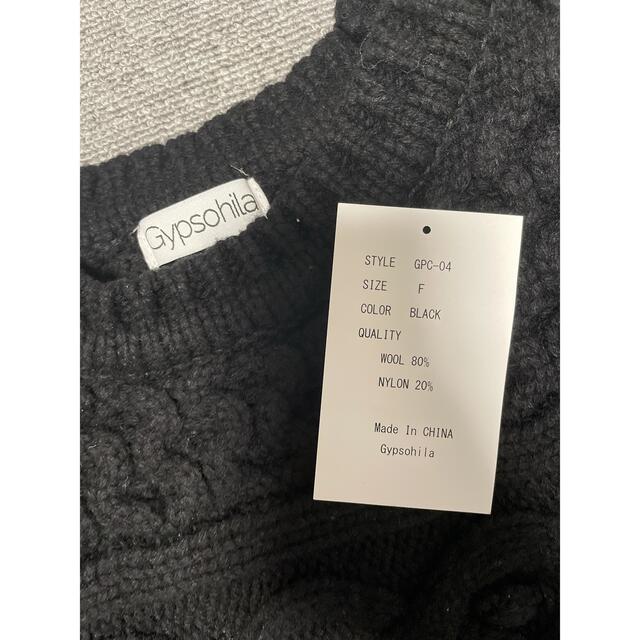 Gypsohila
STYLE GPC-04
SIZE F
COLOR BLACK
QUALITY
WOOL 80%
NYLON 20%
Made In CHINA
Gypsohila